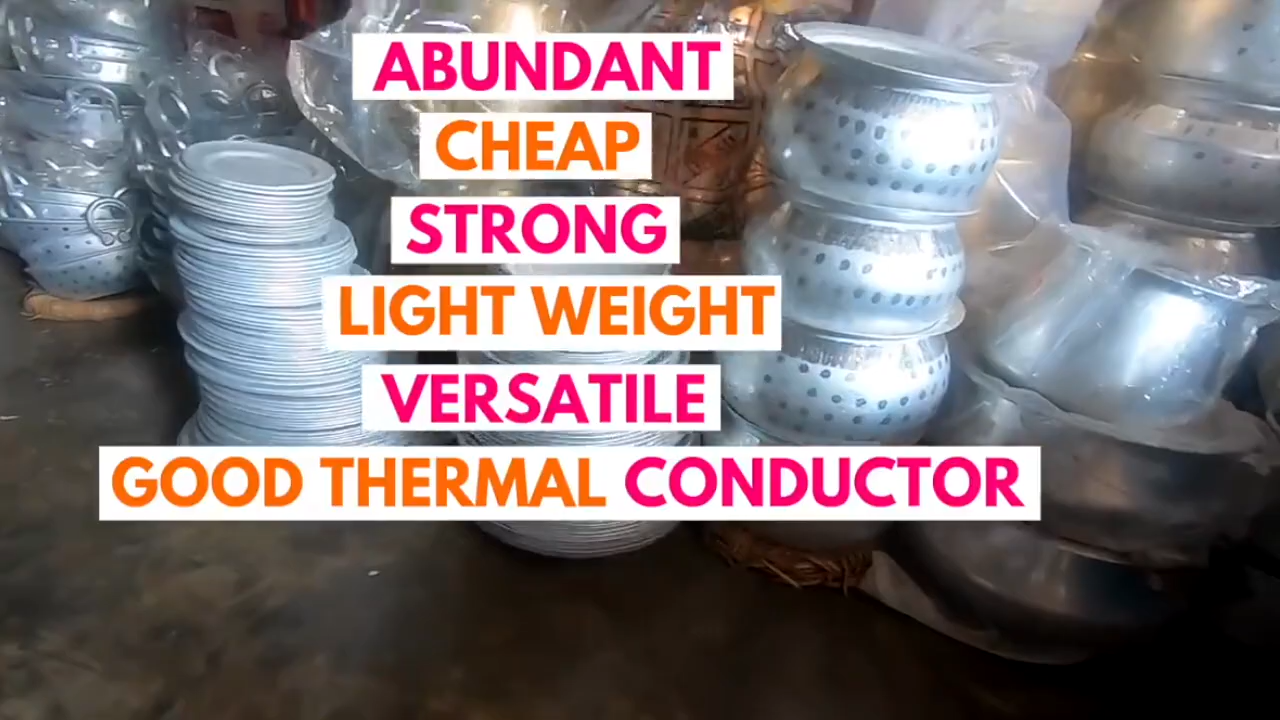 ABUNDANT
CHEAP
STRONG
LIGHT WEIGHT
VERSATILE
GOOD THERMAL CONDUCTOR